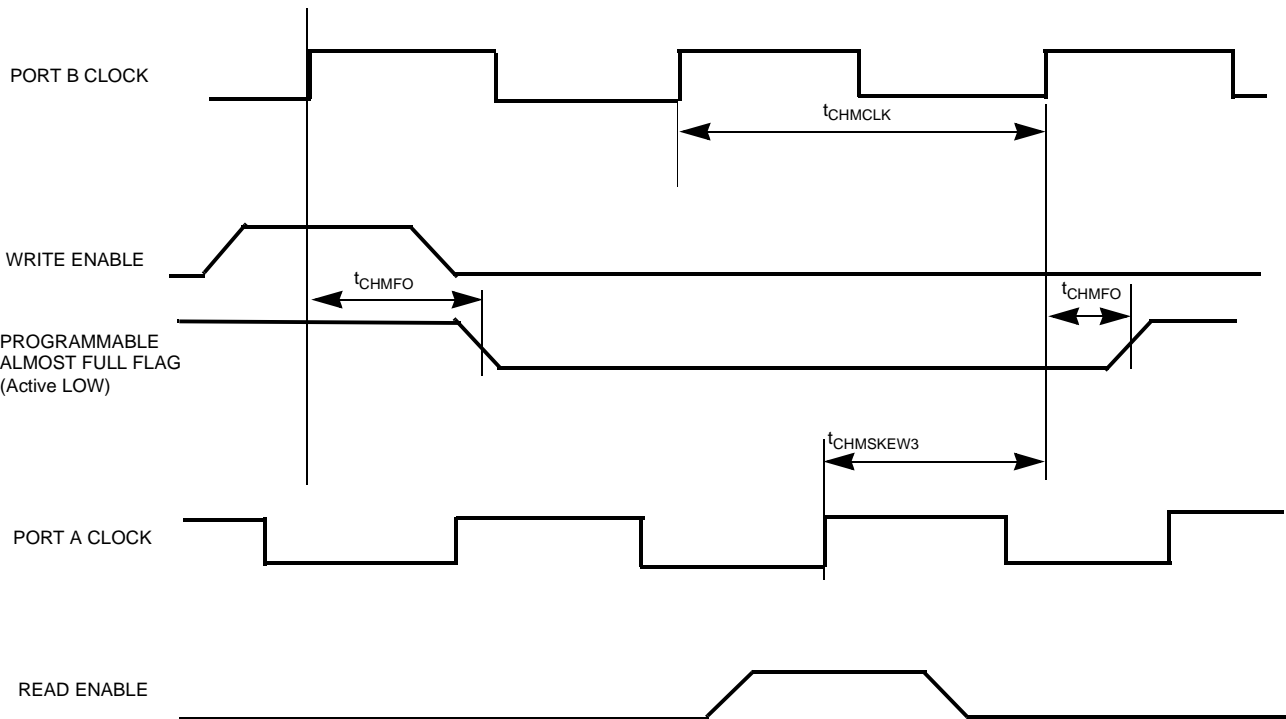 PORT B CLOCK
tCHMCLK
WRITE ENABLE
tCHMFO
tCHMFO
PROGRAMMABLE
ALMOST FULL FLAG
(Active LOW)
tCHMSKEW3
PORT A CLOCK
READ ENABLE